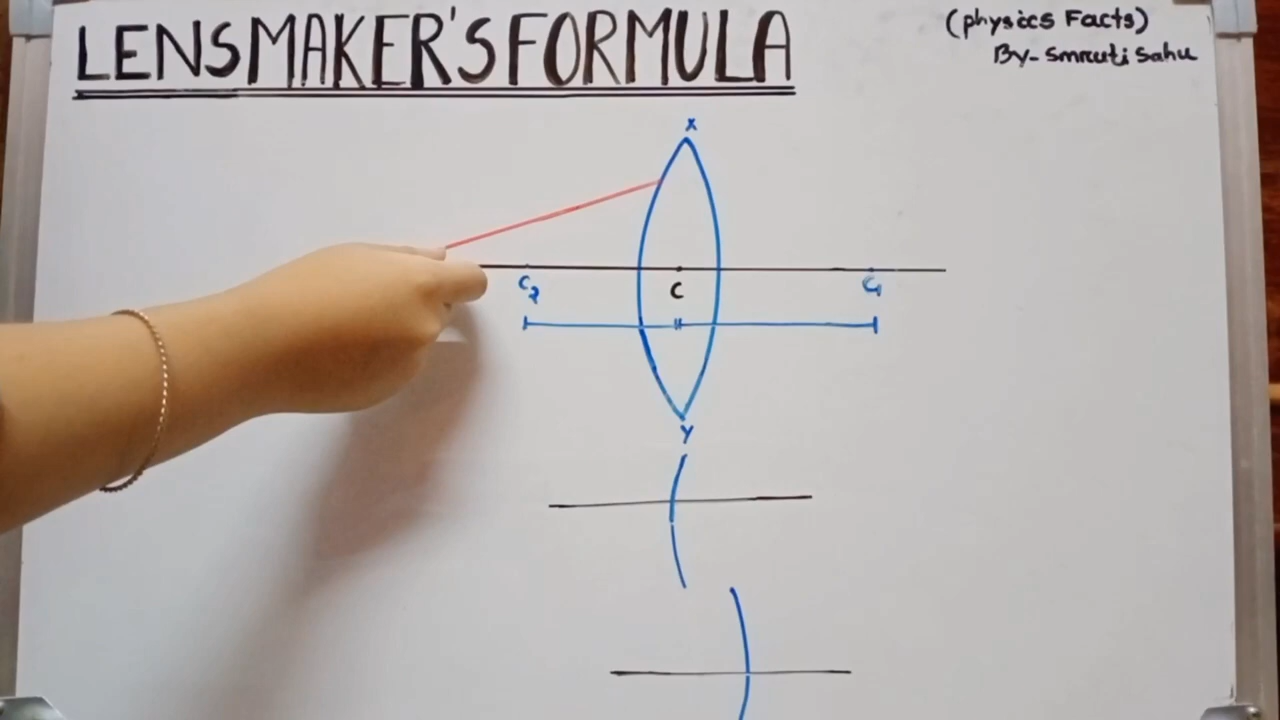 LENSMAKER'S FORMULA
(physics Facts)
By- Smruti Sahu
X
C2
C
C1
Y